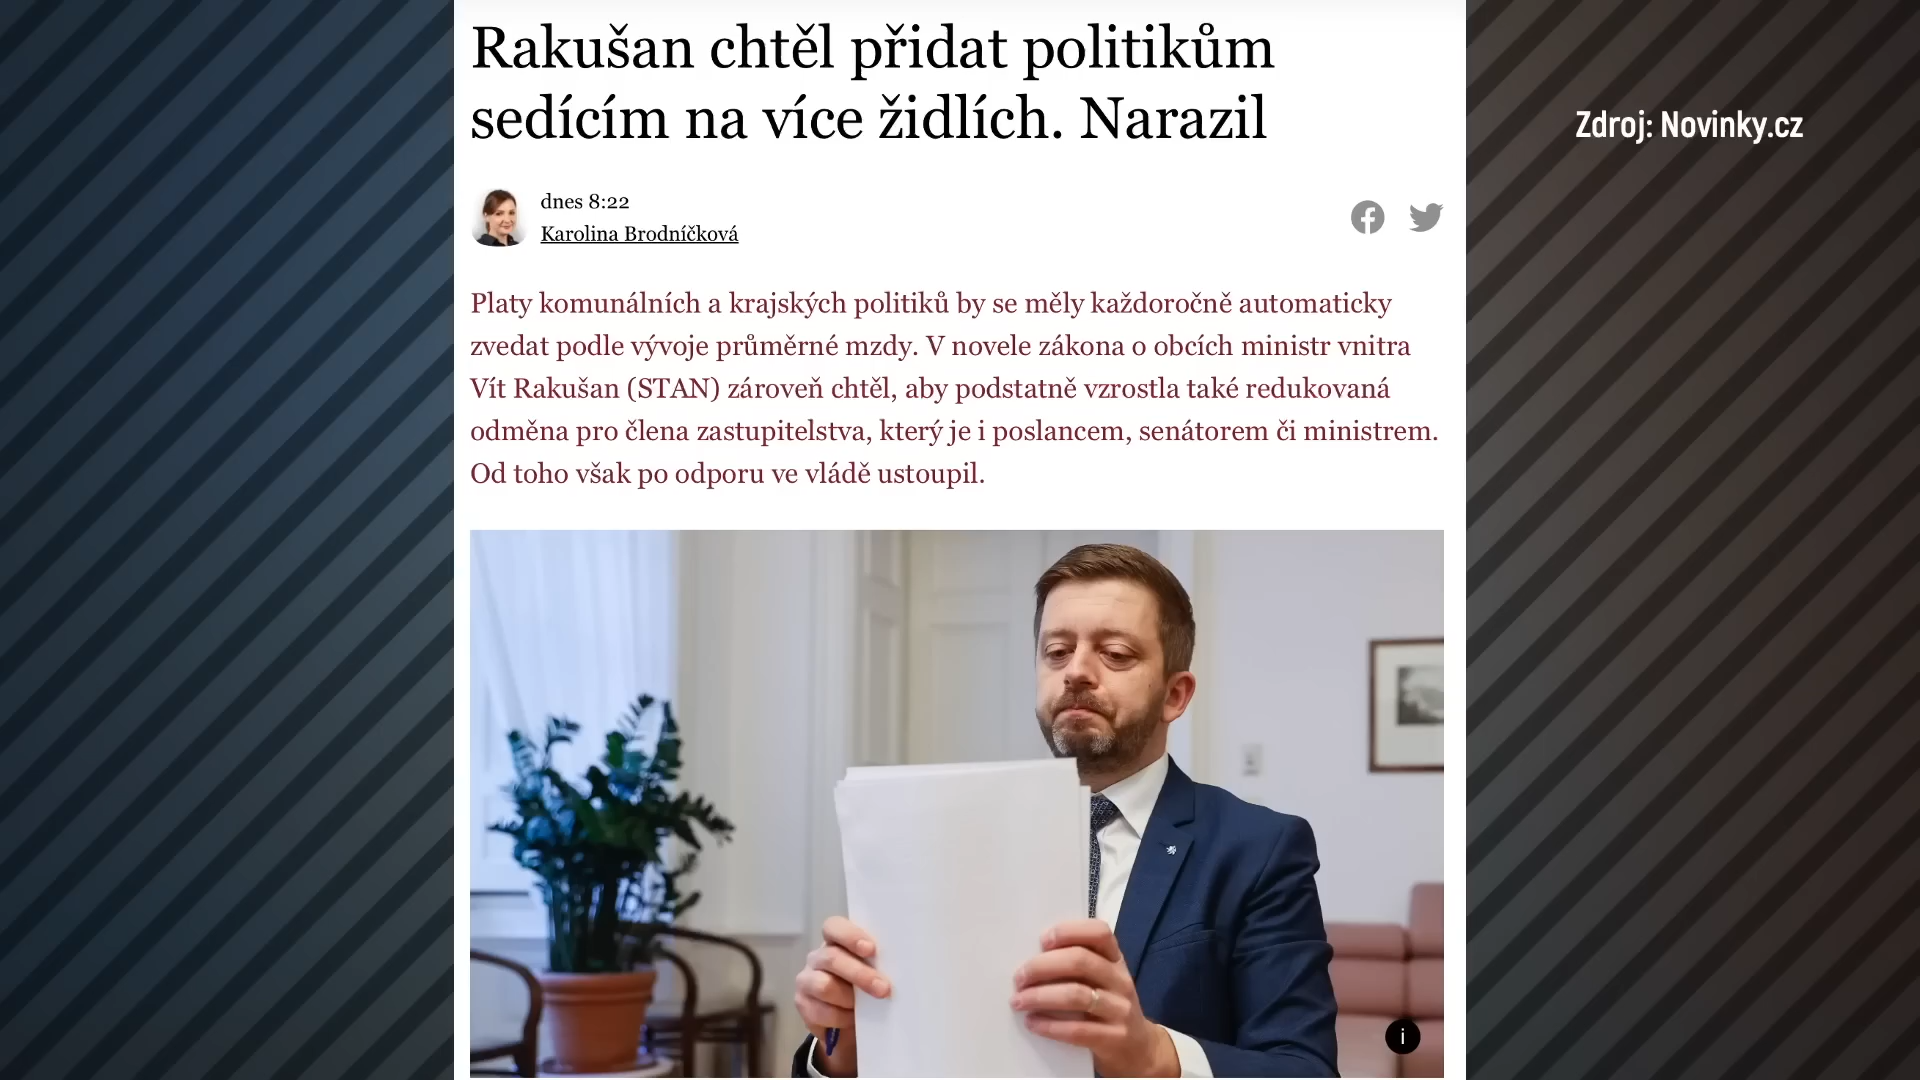 Rakušan chtěl přidat politikům
sedícím na více židlích. Narazil
Zdroj: Novinky.cz
dnes 8:22
Karolina Brodníčková
Platy komunálních a krajských politiků by se měly každoročně automaticky
zvedat podle vývoje průměrné mzdy. V novele zákona o obcích ministr vnitra
Vít Rakušan (STAN) zároveň chtěl, aby podstatně vzrostla také redukovaná
odměna pro člena zastupitelstva, který je i poslancem, senátorem či ministrem.
Od toho však po odporu ve vládě ustoupil.
i